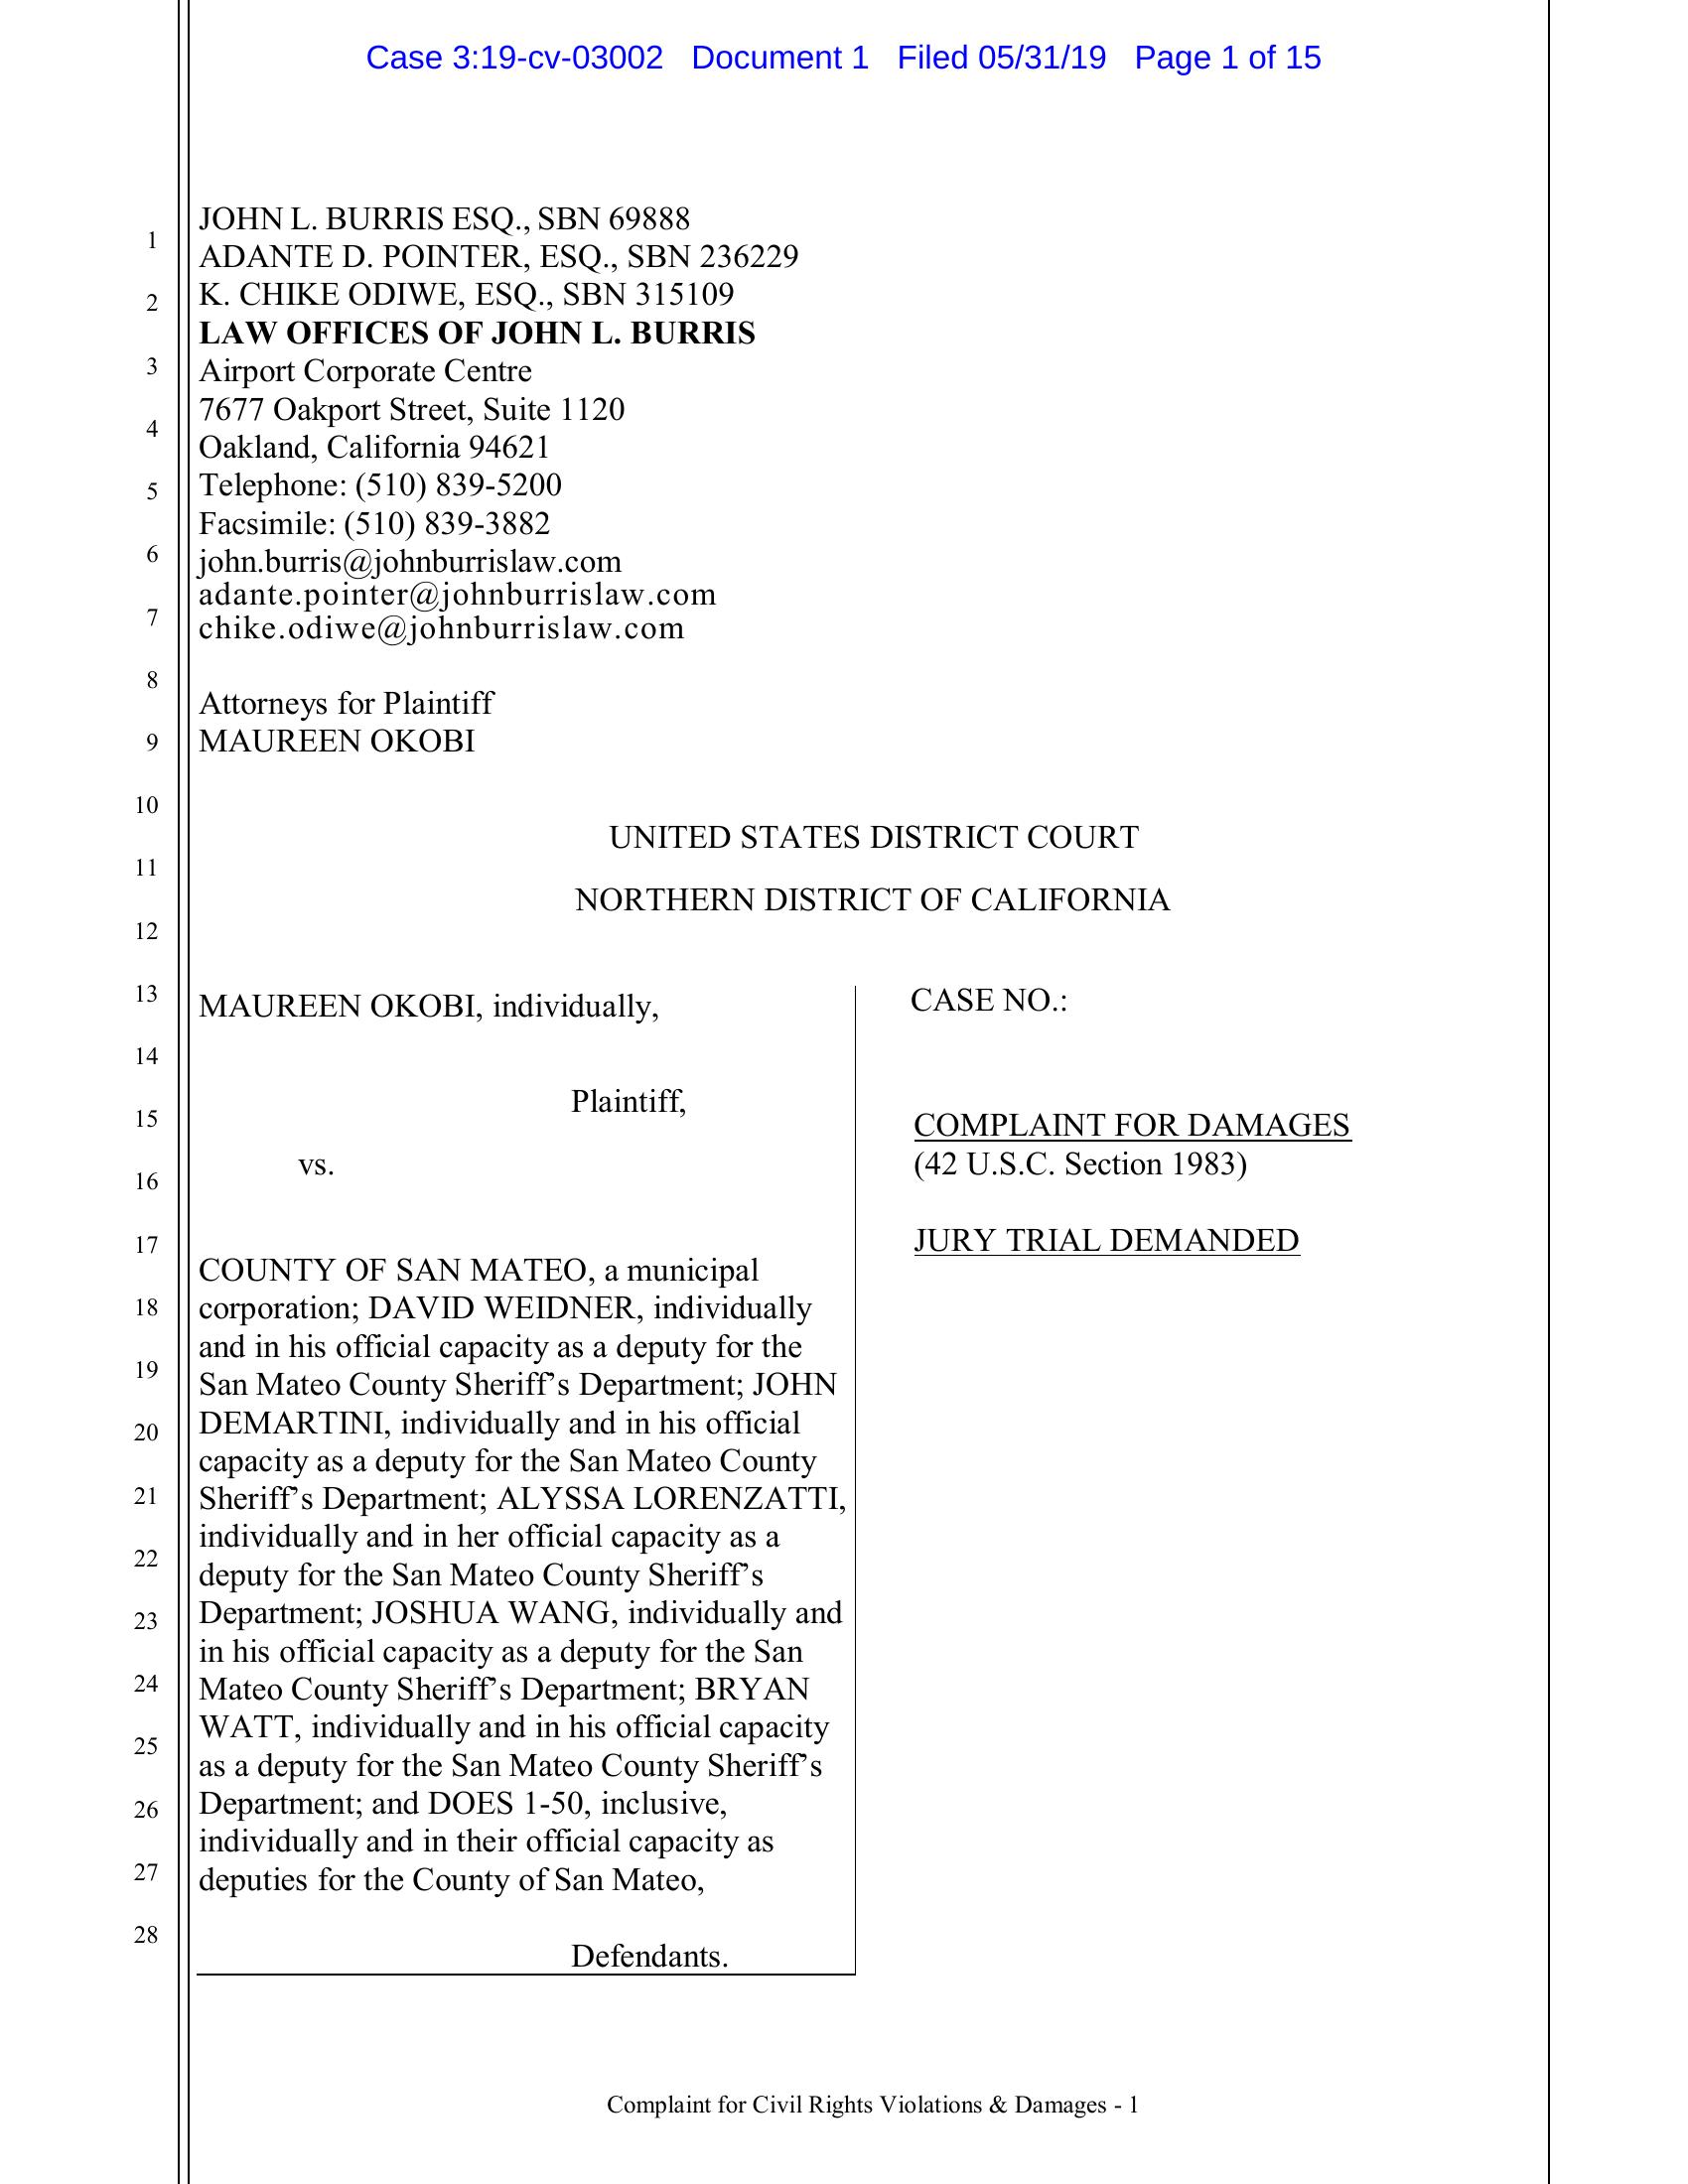 Case 3:19-cv-03002 Document 1 Filed 05/31/19 Page 1 of 15
JOHN L. BURRIS ESQ., SBN 69888
1
ADANTE D. POINTER, ESQ., SBN 236229
2
K. CHIKE ODIWE, ESQ., SBN 315109
LAW OFFICES OF JOHN L. BURRIS
3
Airport Corporate Centre
7677 Oakport Street, Suite 1120
4
Oakland, California 94621
5
Telephone: (510) 839-5200
Facsimile: (510) 839-3882
6
john.burris@johnburrislaw.com
adante.pointer@johnburrislaw.com
7
chike.odiwe@johnburrislaw.com
8
Attorneys for Plaintiff
9
MAUREEN OKOBI
10
UNITED STATES DISTRICT COURT
11
NORTHERN DISTRICT OF CALIFORNIA
12
13
MAUREEN OKOBI, individually,
14
Plaintiff,
15
vs.
16
17
COUNTY OF SAN MATEO, a municipal
18
corporation; DAVID WEIDNER, individually
and in his official capacity as a deputy for the
19
San Mateo County Sheriff's Department; JOHN
20
DEMARTINI, individually and in his official
capacity as a deputy for the San Mateo County
21
Sheriff's Department; ALYSSA LORENZATTI,
individually and in her official capacity as a
22
deputy for the San Mateo County Sheriff's
23
Department; JOSHUA WANG, individually and
in his official capacity as a deputy for the San
24
Mateo County Sheriff's Department; BRYAN
WATT, individually and in his official capacity
25
as a deputy for the San Mateo County Sheriff's
26
Department; and DOES 1-50, inclusive,
individually and in their official capacity as
27
deputies for the County of San Mateo,
28
Defendants.
CASE NO.:
COMPLAINT FOR DAMAGES
(42 U.S.C. Section 1983)
JURY TRIAL DEMANDED
Complaint for Civil Rights Violations & Damages - 1